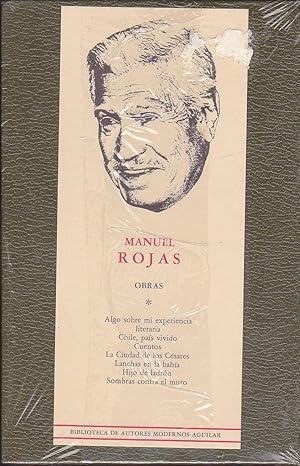 MANUEL
ROJAS
OBRAS
*
Algo sobre mi experiencia
literaria
Chile, país vivido
Cuentos
La Ciudad de los Césares
Lanchas en la bahía
Hijo de ladrón
Sombras contra el muro
BIBLIOTECA DE AUTORES MODERNOS AGUILAR